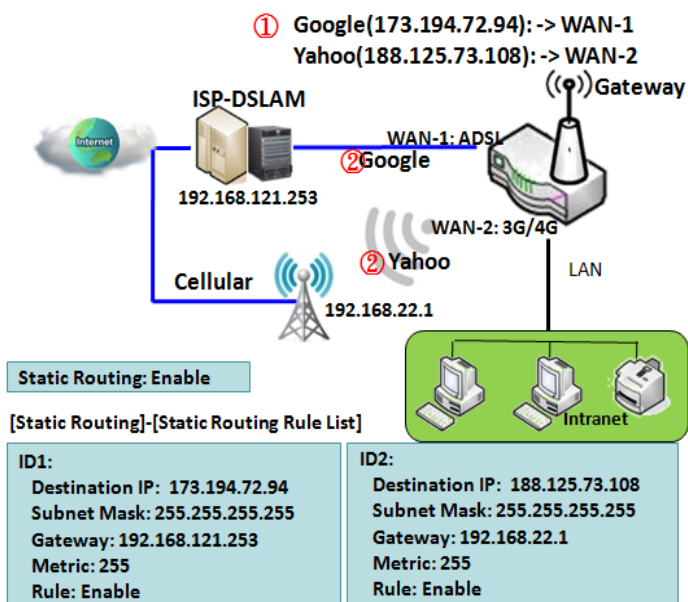 ① Google(173.194.72.94): -> WAN-1
Yahoo(188.125.73.108): -> WAN-2
Gateway
ISP-DSLAM
Internet
WAN-1: ADSL
②Google
192.168.121.253
WAN-2: 3G/4G
② Yahoo
LAN
Cellular
192.168.22.1
Static Routing: Enable
Intranet
[Static Routing]-[Static Routing Rule List]
ID1:
Destination IP: 173.194.72.94
Subnet Mask: 255.255.255.255
Gateway: 192.168.121.253
Metric: 255
Rule: Enable
ID2:
Destination IP: 188.125.73.108
Subnet Mask: 255.255.255.255
Gateway: 192.168.22.1
Metric: 255
Rule: Enable